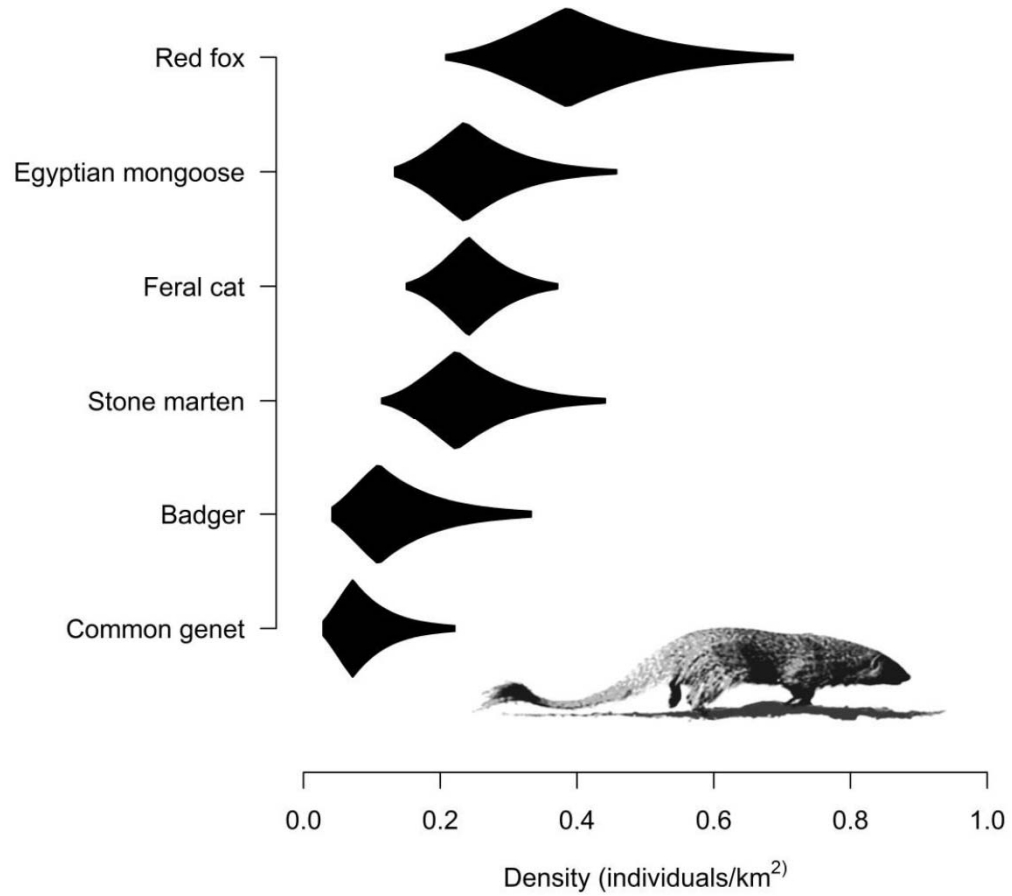 Red fox
Egyptian mongoose
Feral cat
Stone marten
Badger
Common genet
0.0 0.2 0.4 0.6 0.8 1.0
Density (individuals/km²⁾